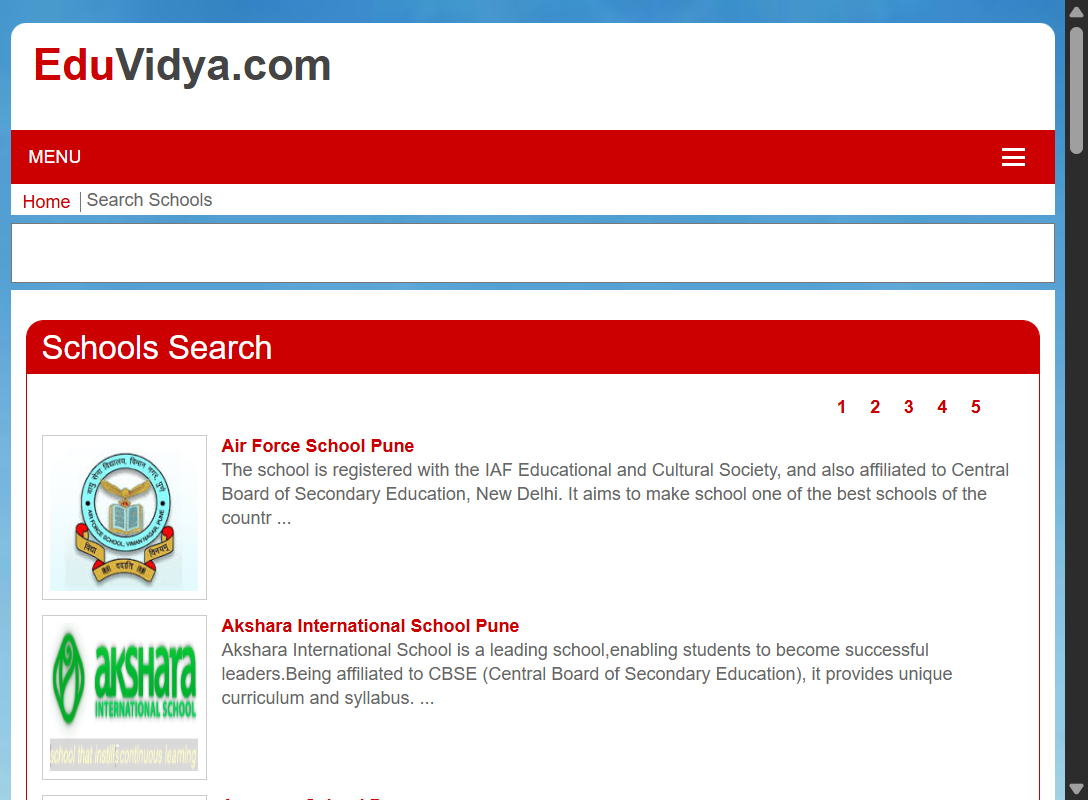 EduVidya.com
MENU
Home
Search Schools
Schools Search
1 2 3 4 5
Air Force School Pune
The school is registered with the IAF Educational and Cultural Society, and also affiliated to Central
Board of Secondary Education, New Delhi. It aims to make school one of the best schools of the
countr ...
AIR FORCE SCHOOL, VIMAN NAGAR, PUNE
विद्या
विनयम्
Akshara International School Pune
Akshara International School is a leading school,enabling students to become successful
leaders.Being affiliated to CBSE (Central Board of Secondary Education), it provides unique
curriculum and syllabus. ...
akshara
INTERNATIONAL SCHOOL
school that instills continuous learning